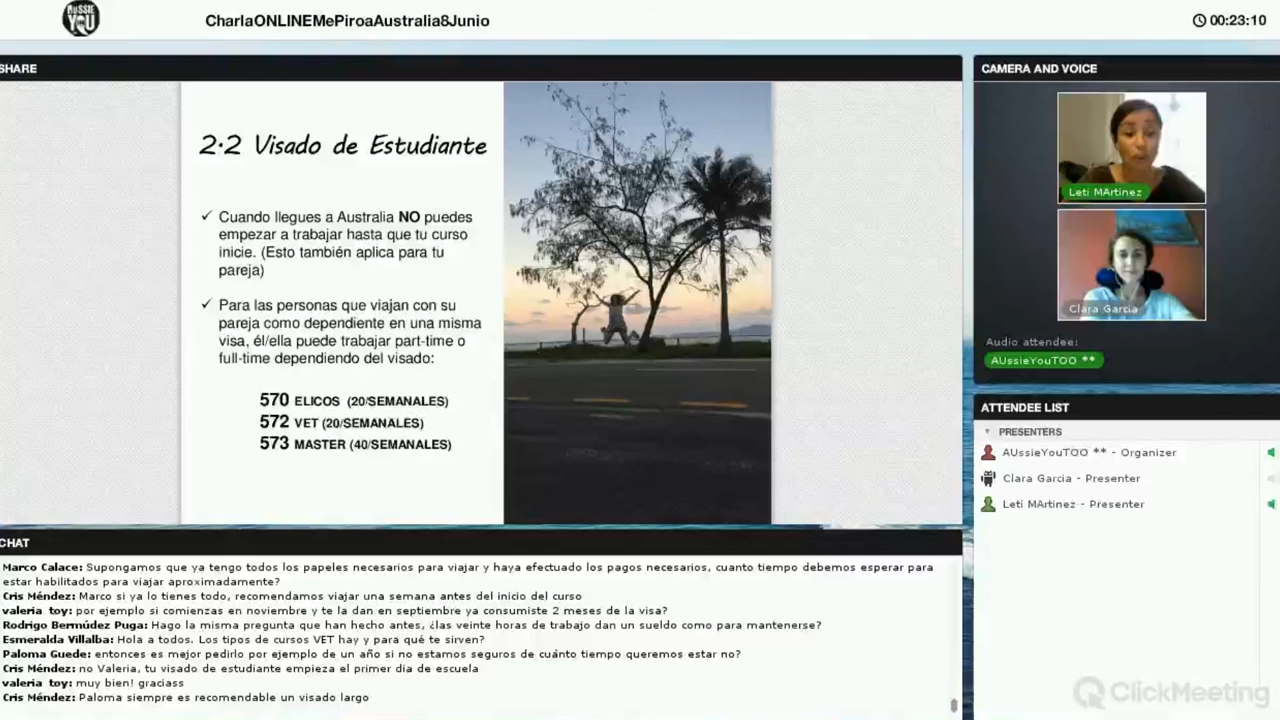 AUSSIE
YOU
CharlaONLINEMePiroaAustralia8Junio
00:23:10
SHARE
CAMERA AND VOICE
2·2 Visado de Estudiante
✓ Cuando llegues a Australia NO puedes
empezar a trabajar hasta que tu curso
inicie. (Esto también aplica para tu
pareja)
✓ Para las personas que viajan con su
pareja como dependiente en una misma
visa, él/ella puede trabajar part-time o
full-time dependiendo del visado:
570 ELICOS (20/SEMANALES)
572 VET (20/SEMANALES)
573 MASTER (40/SEMANALES)
Leti MArtinez
Clara Garcia
Audio attendee:
AUssieYouTOO **
ATTENDEE LIST
PRESENTERS
AUssieYouTOO ** - Organizer
Clara Garcia - Presenter
Leti MArtinez - Presenter
CHAT
Marco Calace: Supongamos que ya tengo todos los papeles necesarios para viajar y haya efectuado los pagos necesarios, cuanto tiempo debemos esperar para
estar habilitados para viajar aproximadamente?
Cris Méndez: Marco si ya lo tienes todo, recomendamos viajar una semana antes del inicio del curso
valeria toy: por ejemplo si comienzas en noviembre y te la dan en septiembre ya consumiste 2 meses de la visa?
Rodrigo Bermúdez Puga: Hago la misma pregunta que han hecho antes, ¿las veinte horas de trabajo dan un sueldo como para mantenerse?
Esmeralda Villalba: Hola a todos. Los tipos de cursos VET hay y para qué te sirven?
Paloma Guede: entonces es mejor pedirlo por ejemplo de un año si no estamos seguros de cuánto tiempo queremos estar no?
Cris Méndez: no Valeria, tu visado de estudiante empieza el primer dia de escuela
valeria toy: muy bien! graciass
Cris Méndez: Paloma siempre es recomendable un visado largo
ClickMeeting